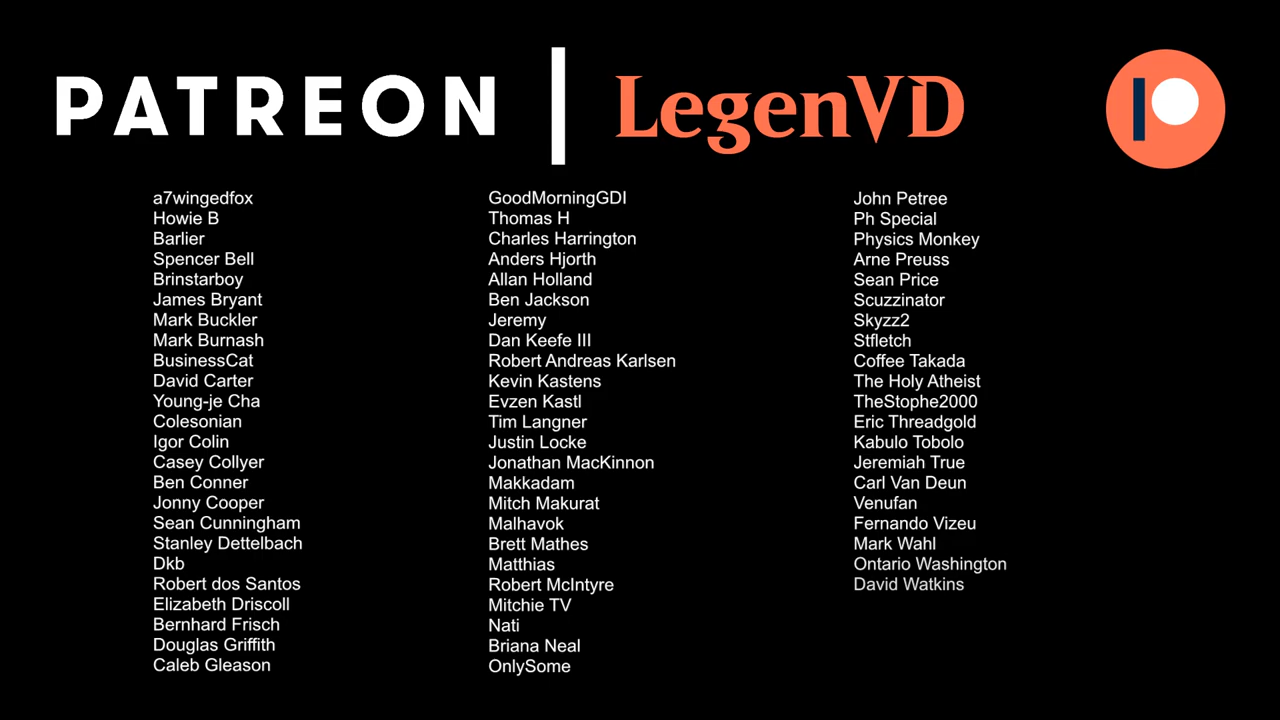 PATREON | LegenVD
a7wingedfox
Howie B
Barlier
Spencer Bell
Brinstarboy
James Bryant
Mark Buckler
Mark Burnash
BusinessCat
David Carter
Young-je Cha
Colesonian
Igor Colin
Casey Collyer
Ben Conner
Jonny Cooper
Sean Cunningham
Stanley Dettelbach
Dkb
Robert dos Santos
Elizabeth Driscoll
Bernhard Frisch
Douglas Griffith
Caleb Gleason
GoodMorningGDI
Thomas H
Charles Harrington
Anders Hjorth
Allan Holland
Ben Jackson
Jeremy
Dan Keefe III
Robert Andreas Karlsen
Kevin Kastens
Evzen Kastl
Tim Langner
Justin Locke
Jonathan MacKinnon
Makkadam
Mitch Makurat
Malhavok
Brett Mathes
Matthias
Robert McIntyre
Mitchie TV
Nati
Briana Neal
OnlySome
John Petree
Ph Special
Physics Monkey
Arne Preuss
Sean Price
Scuzzinator
Skyzz2
Stfletch
Coffee Takada
The Holy Atheist
TheStophe2000
Eric Threadgold
Kabulo Tobolo
Jeremiah True
Carl Van Deun
Venufan
Fernando Vizeu
Mark Wahl
Ontario Washington
David Watkins